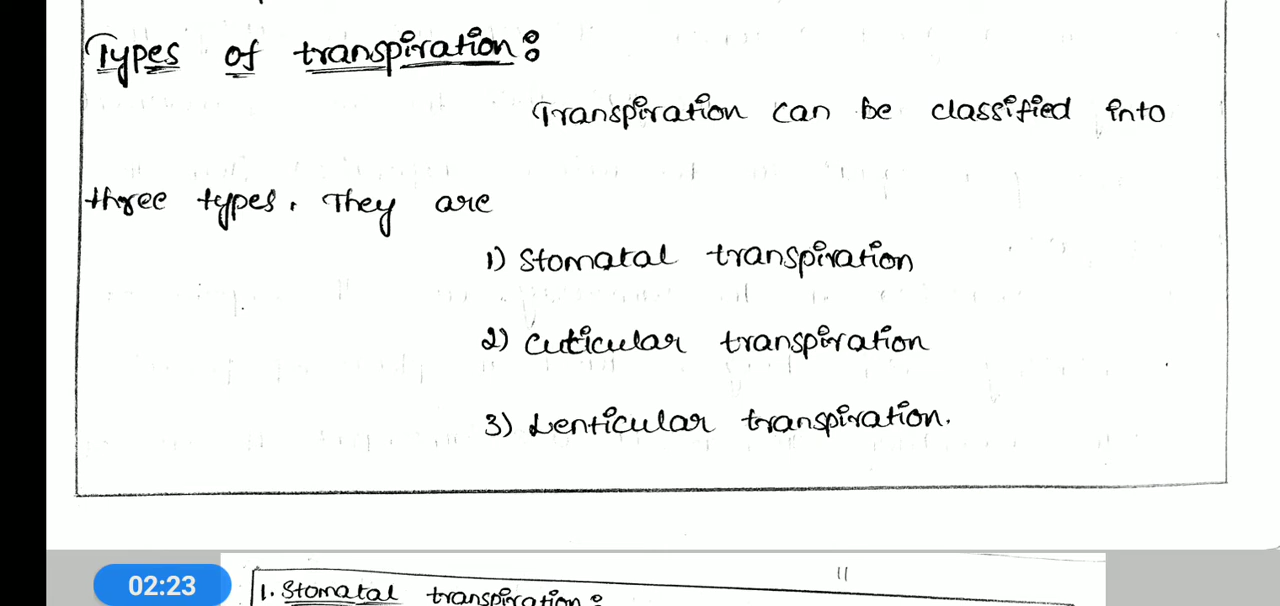 Types of transpiration:
Transpiration can be classified into
three types. They are
1) Stomatal transpiration
2) Cuticular transpiration
3) Lenticular transpiration.
11
02:23
1. Stomatal transpiration: